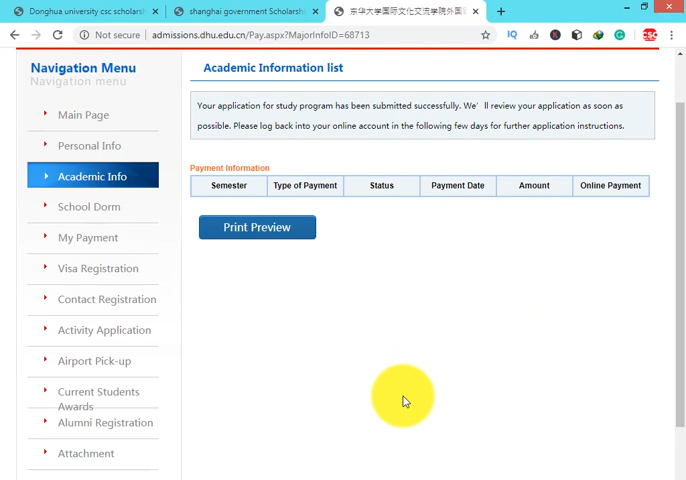 Donghua university csc scholarsh
shanghai government Scholarsh
东华大学国际文化交流学院外国
Not secure
admissions.dhu.edu.cn/Pay.aspx?MajorInfoID=68713
IQ
CSC
Navigation Menu
Navigation menu
Main Page
Personal Info
Academic Info
School Dorm
My Payment
Visa Registration
Contact Registration
Activity Application
Airport Pick-up
Current Students
Awards
Alumni Registration
Attachment
Academic Information list
Your application for study program has been submitted successfully. We'll review your application as soon as
possible. Please log back into your online account in the following few days for further application instructions.
Payment Information
Semester Type of Payment Status Payment Date Amount Online Payment
Print Preview